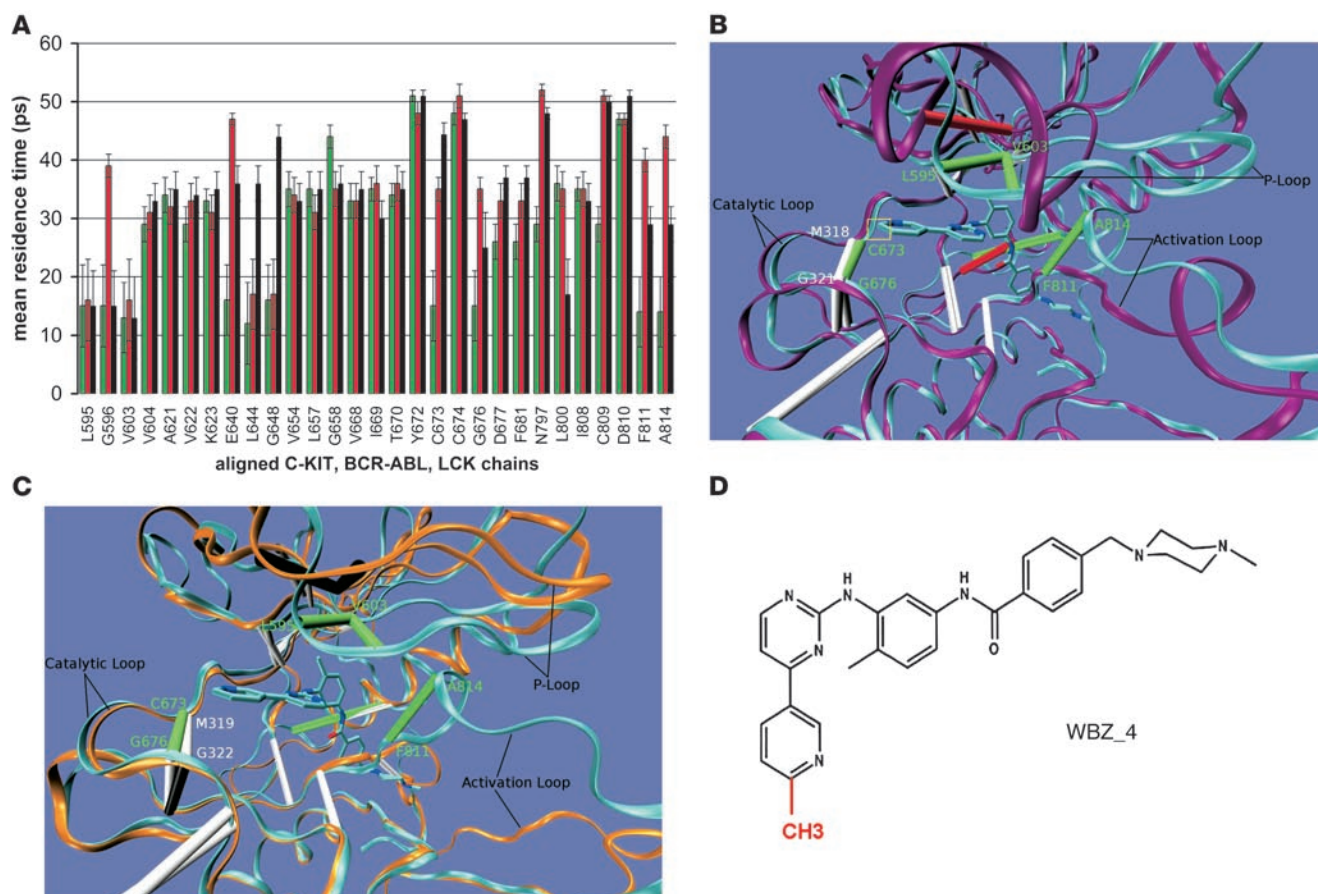 A
mean residence time (ps)
60
50
40
30
20
10
0
L595
G596
V603
V604
A621
V622
K623
E640
L644
G648
V654
L657
G658
V668
I669
T670
Y672
C673
C674
G676
D677
F681
N797
L800
I808
C809
D810
F811
A814
aligned C-KIT, BCR-ABL, LCK chains
B
V603
L595
P-Loop
Catalytic Loop
M318
A814
C673
Activation Loop
G321
G676
F811
C
V603
L595
Catalytic Loop
P-Loop
A814
C673
M319
G676
G322
F811
Activation Loop
D
N
N
H
N
H
N
N
N
O
N
CH3
WBZ_4